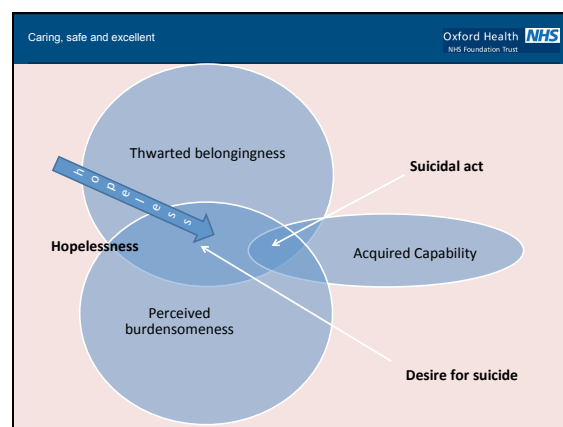 Caring, safe and excellent
Oxford Health NHS
NHS Foundation Trust
Thwarted belongingness
Suicidal act
hopeless
Hopelessness
Acquired Capability
Perceived
burdensomeness
Desire for suicide